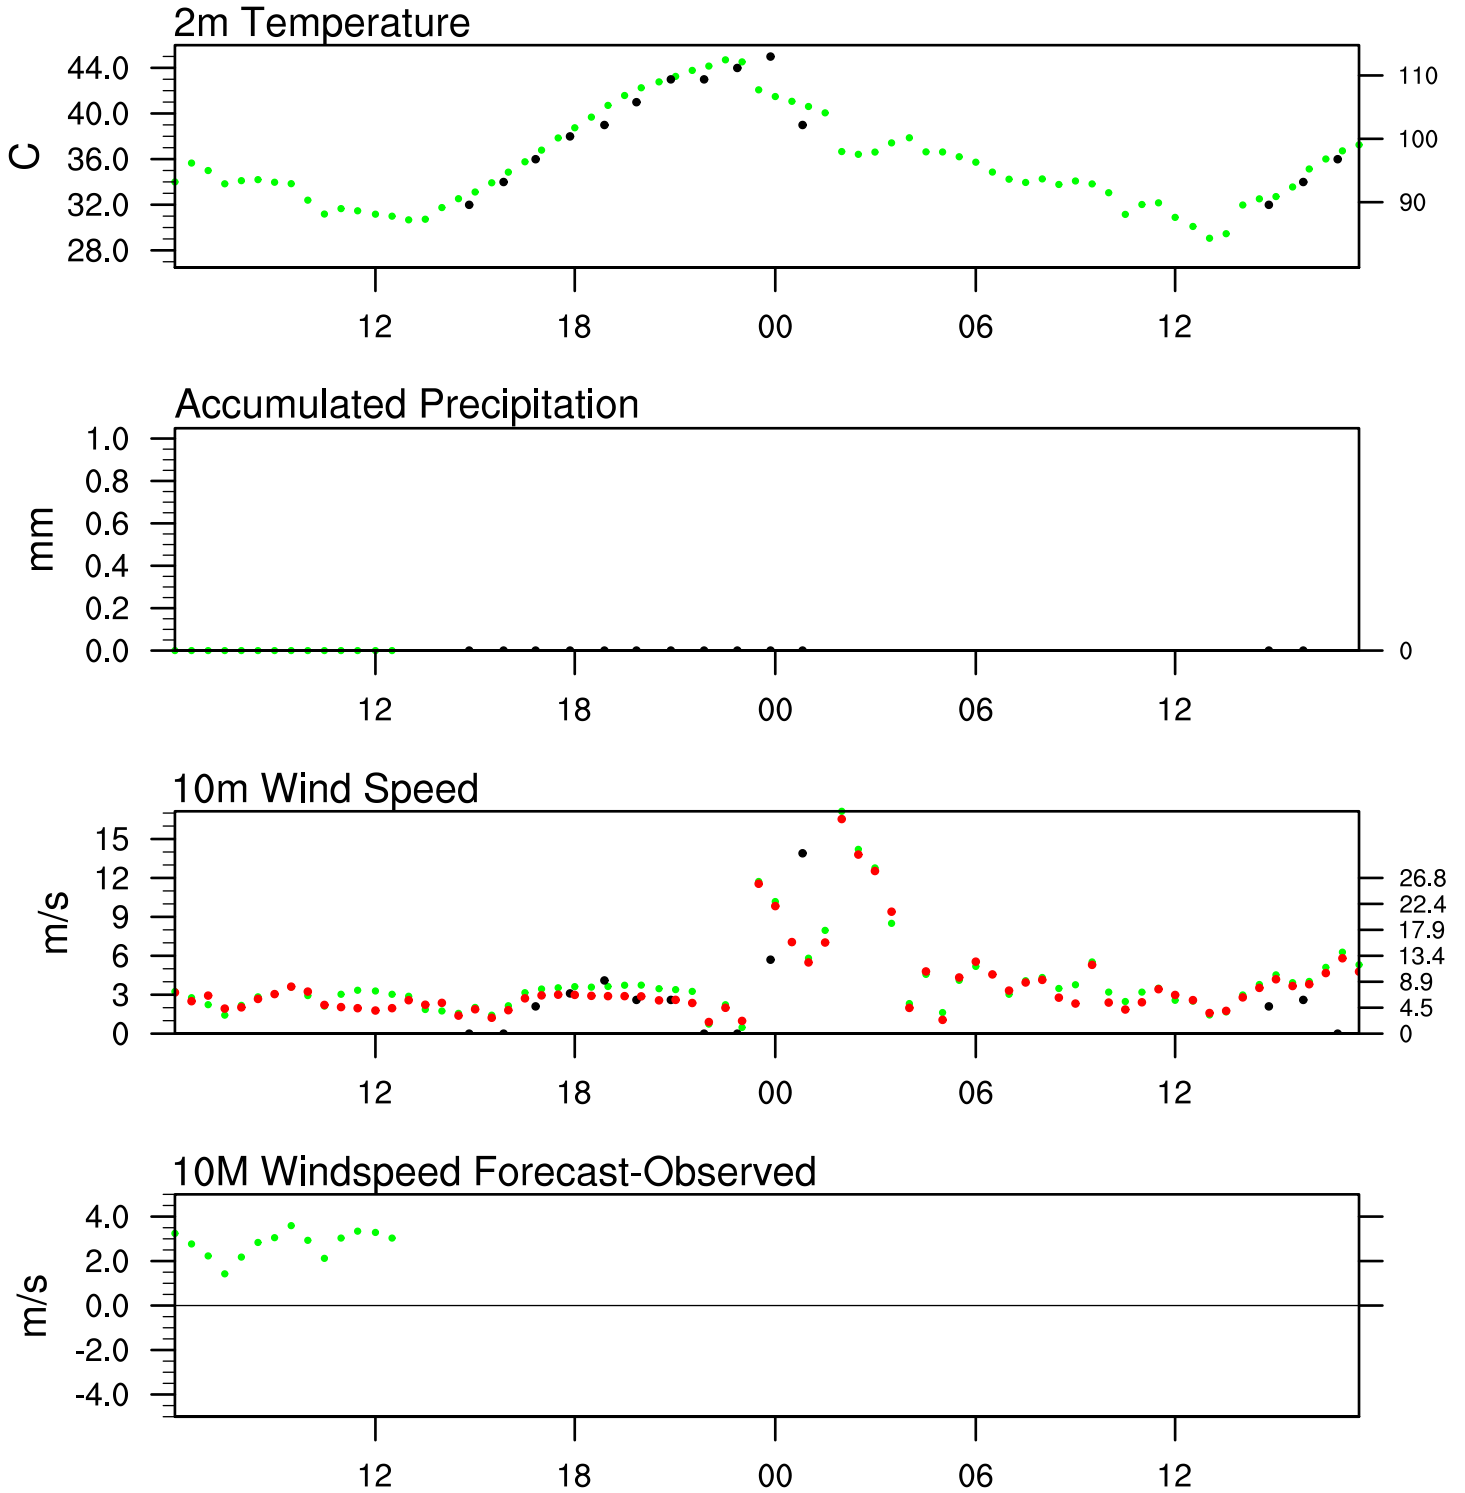 2m Temperature
44.0
40.0
36.0
32.0
28.0
C
110
100
90
12 18 00 06 12
Accumulated Precipitation
1.0
0.8
0.6
0.4
0.2
0.0
mm
0
12 18 00 06 12
10m Wind Speed
15
12
9
6
3
0
m/s
26.8
22.4
17.9
13.4
8.9
4.5
0
12 18 00 06 12
10M Windspeed Forecast-Observed
4.0
2.0
0.0
-2.0
-4.0
m/s
12 18 00 06 12